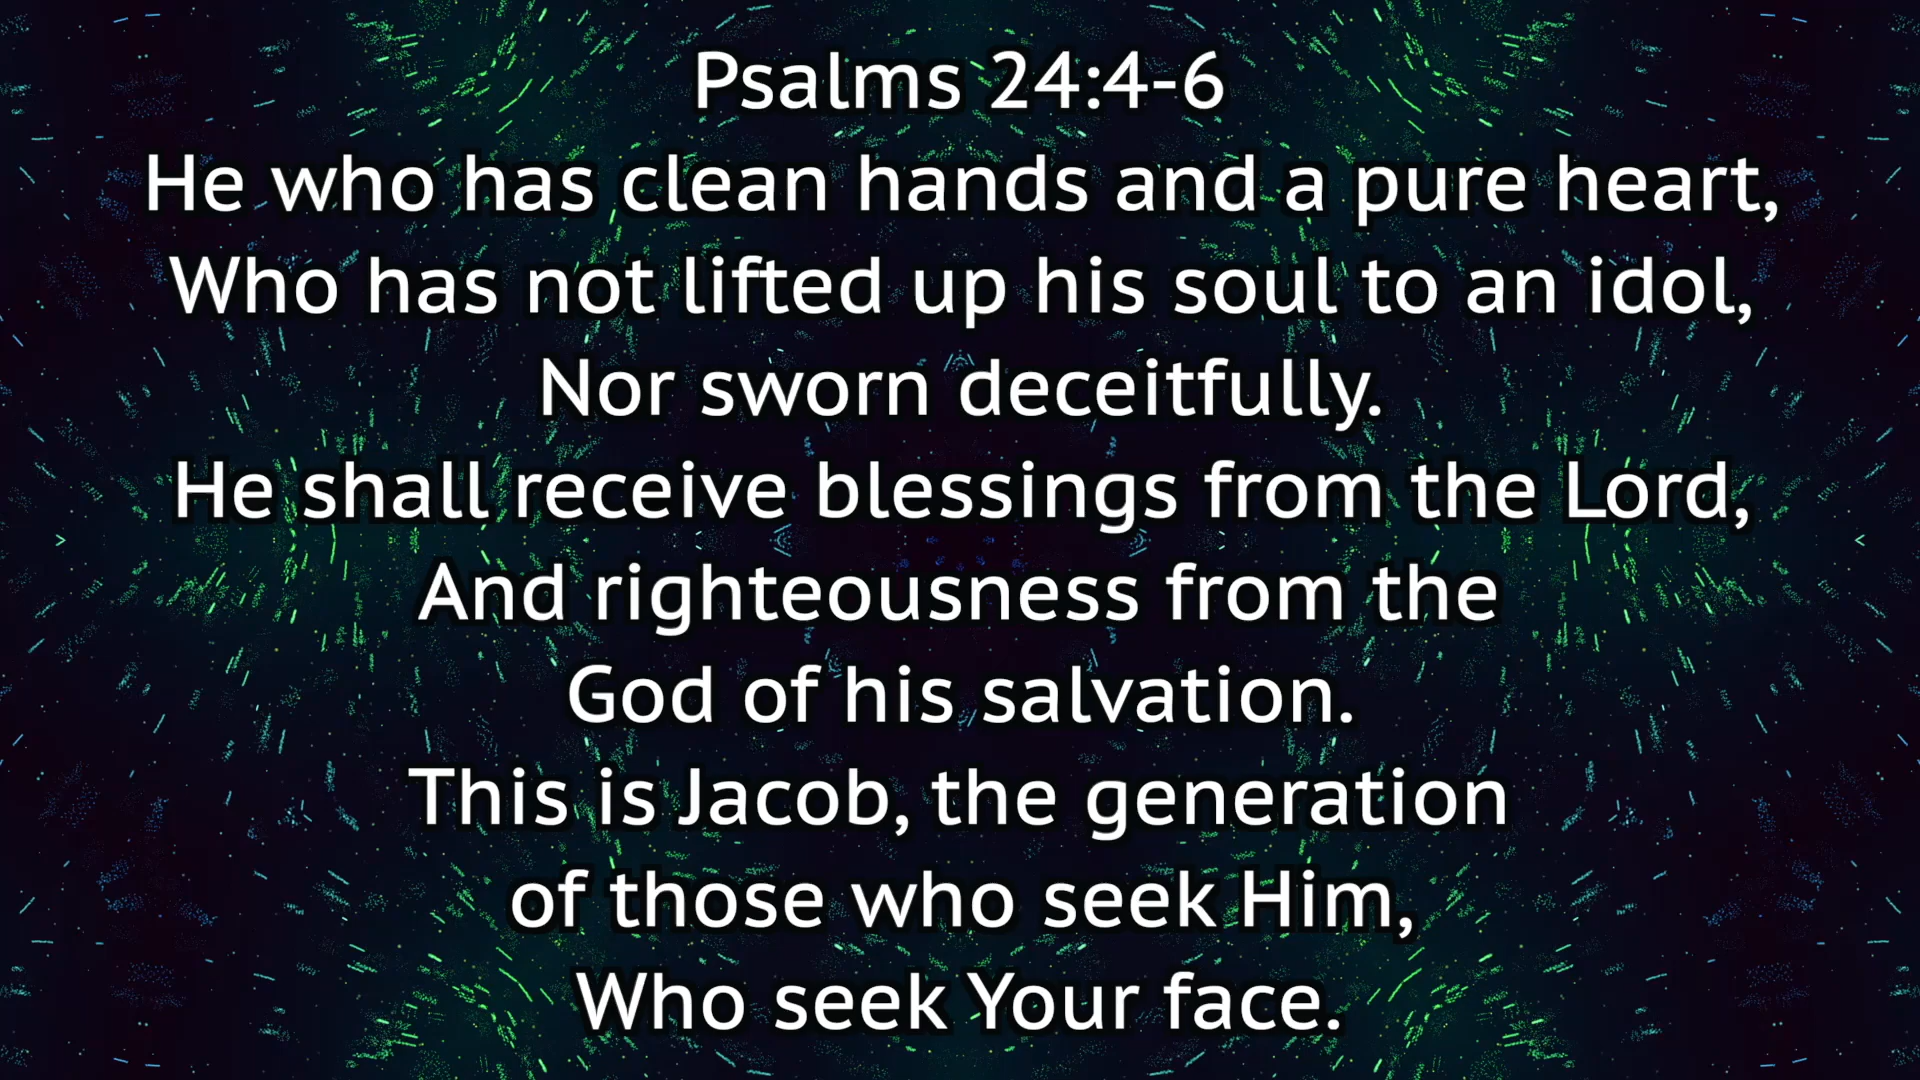 Psalms 24:4-6
He who has clean hands and a pure heart,
Who has not lifted up his soul to an idol,
Nor sworn deceitfully.
He shall receive blessings from the Lord,
And righteousness from the
God of his salvation.
This is Jacob, the generation
of those who seek Him,
Who seek Your face.